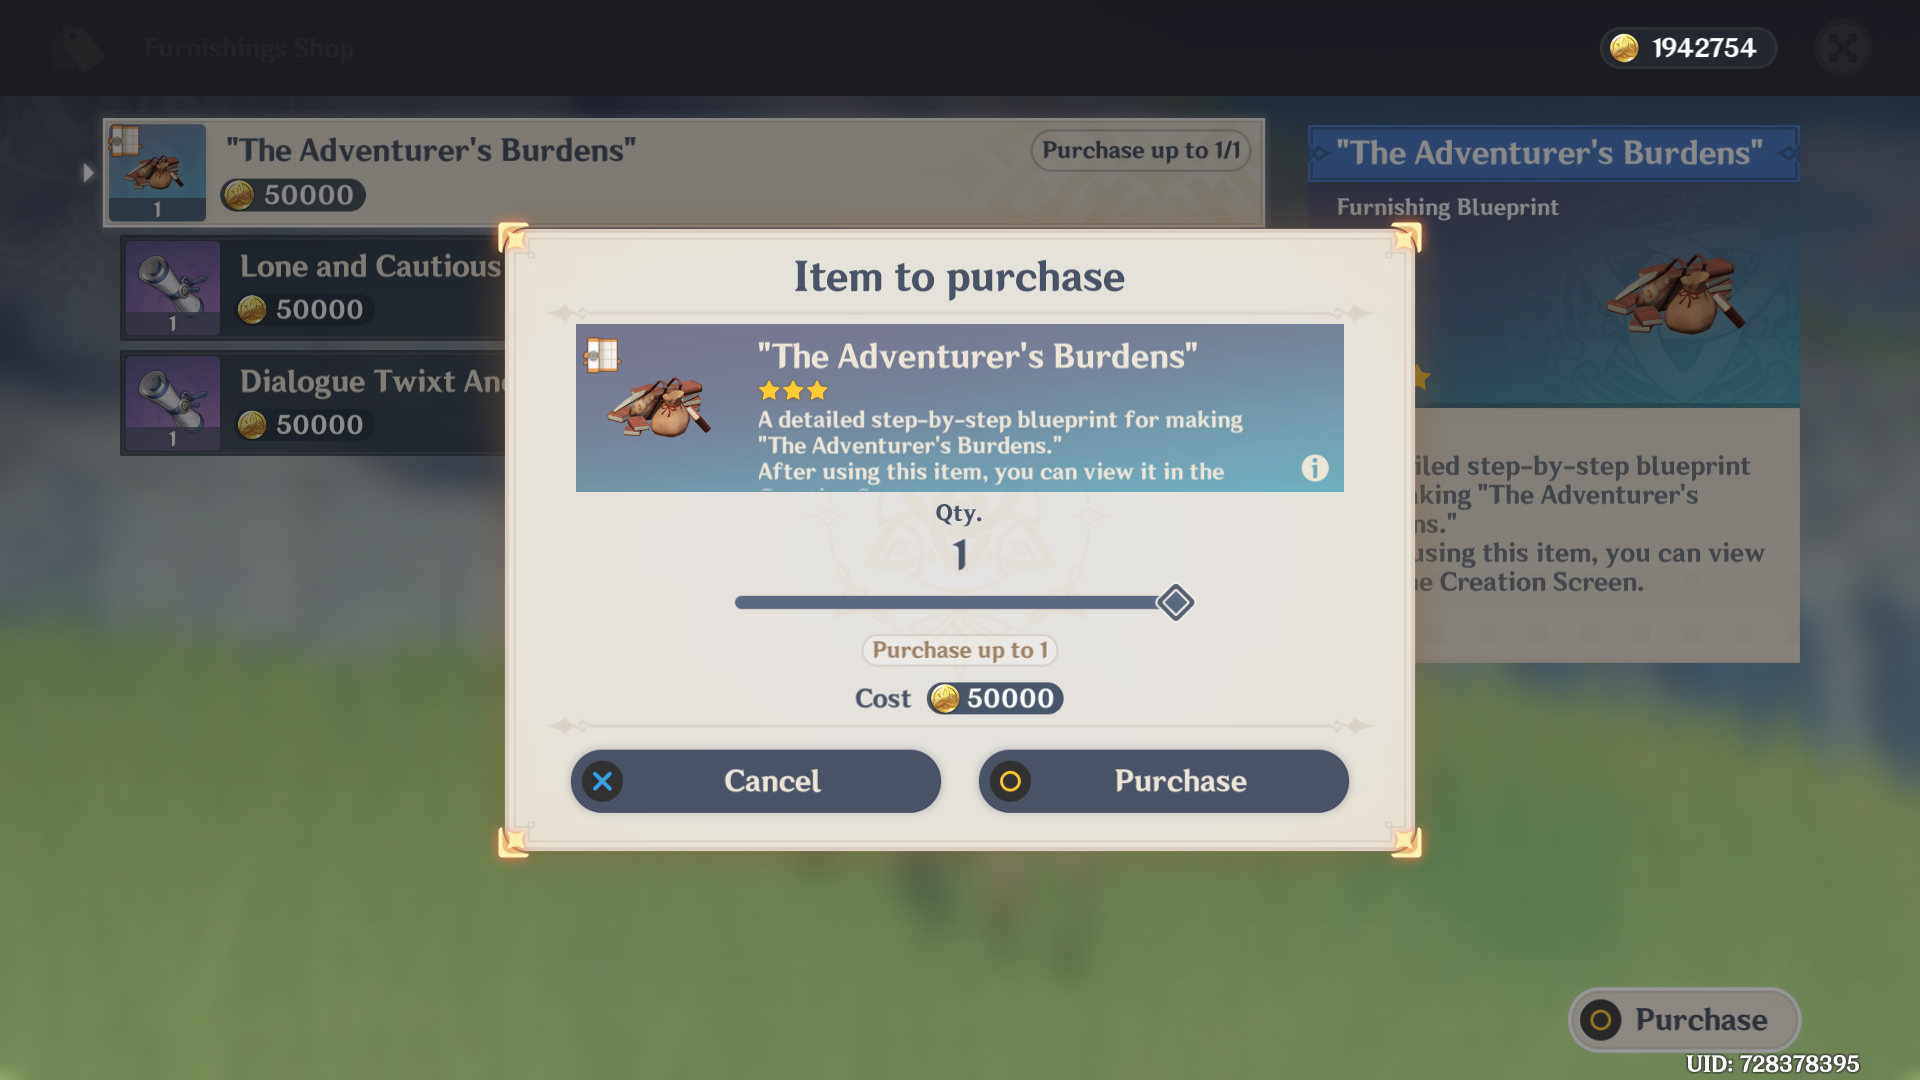 Furnishings Shop
1942754
"The Adventurer's Burdens"
Purchase up to 1/1
50000
1
Lone and Cautious
50000
1
Dialogue Twixt
50000
1
"The Adventurer's Burdens"
Furnishing Blueprint
step-by-step blueprint
"The Adventurer's
using this item, you can view
Creation Screen.
Item to purchase
"The Adventurer's Burdens"
A detailed step-by-step blueprint for making
"The Adventurer's Burdens."
After using this item, you can view it in the
Qty.
1
Purchase up to 1
Cost 50000
Cancel
Purchase
Purchase
UID: 728378395